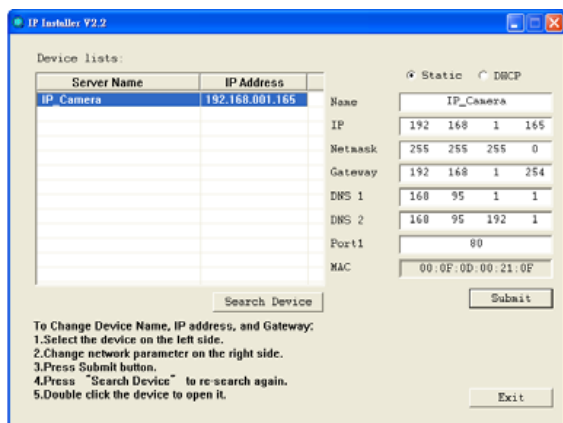 IP Installer V2.2
Device lists:
Server Name IP Address
IP_Camera 192.168.001.165
Static DHCP
Name IP_Camera
IP 192 168 1 165
Netmask 255 255 255 0
Gateway 192 168 1 254
DNS 1 168 95 1 1
DNS 2 168 95 192 1
Port1 80
MAC 00:0F:0D:00:21:0F
Search Device
Submit
To Change Device Name, IP address, and Gateway:
1.Select the device on the left side.
2.Change network parameter on the right side.
3.Press Submit button.
4.Press "Search Device" to re-search again.
5.Double click the device to open it.
Exit